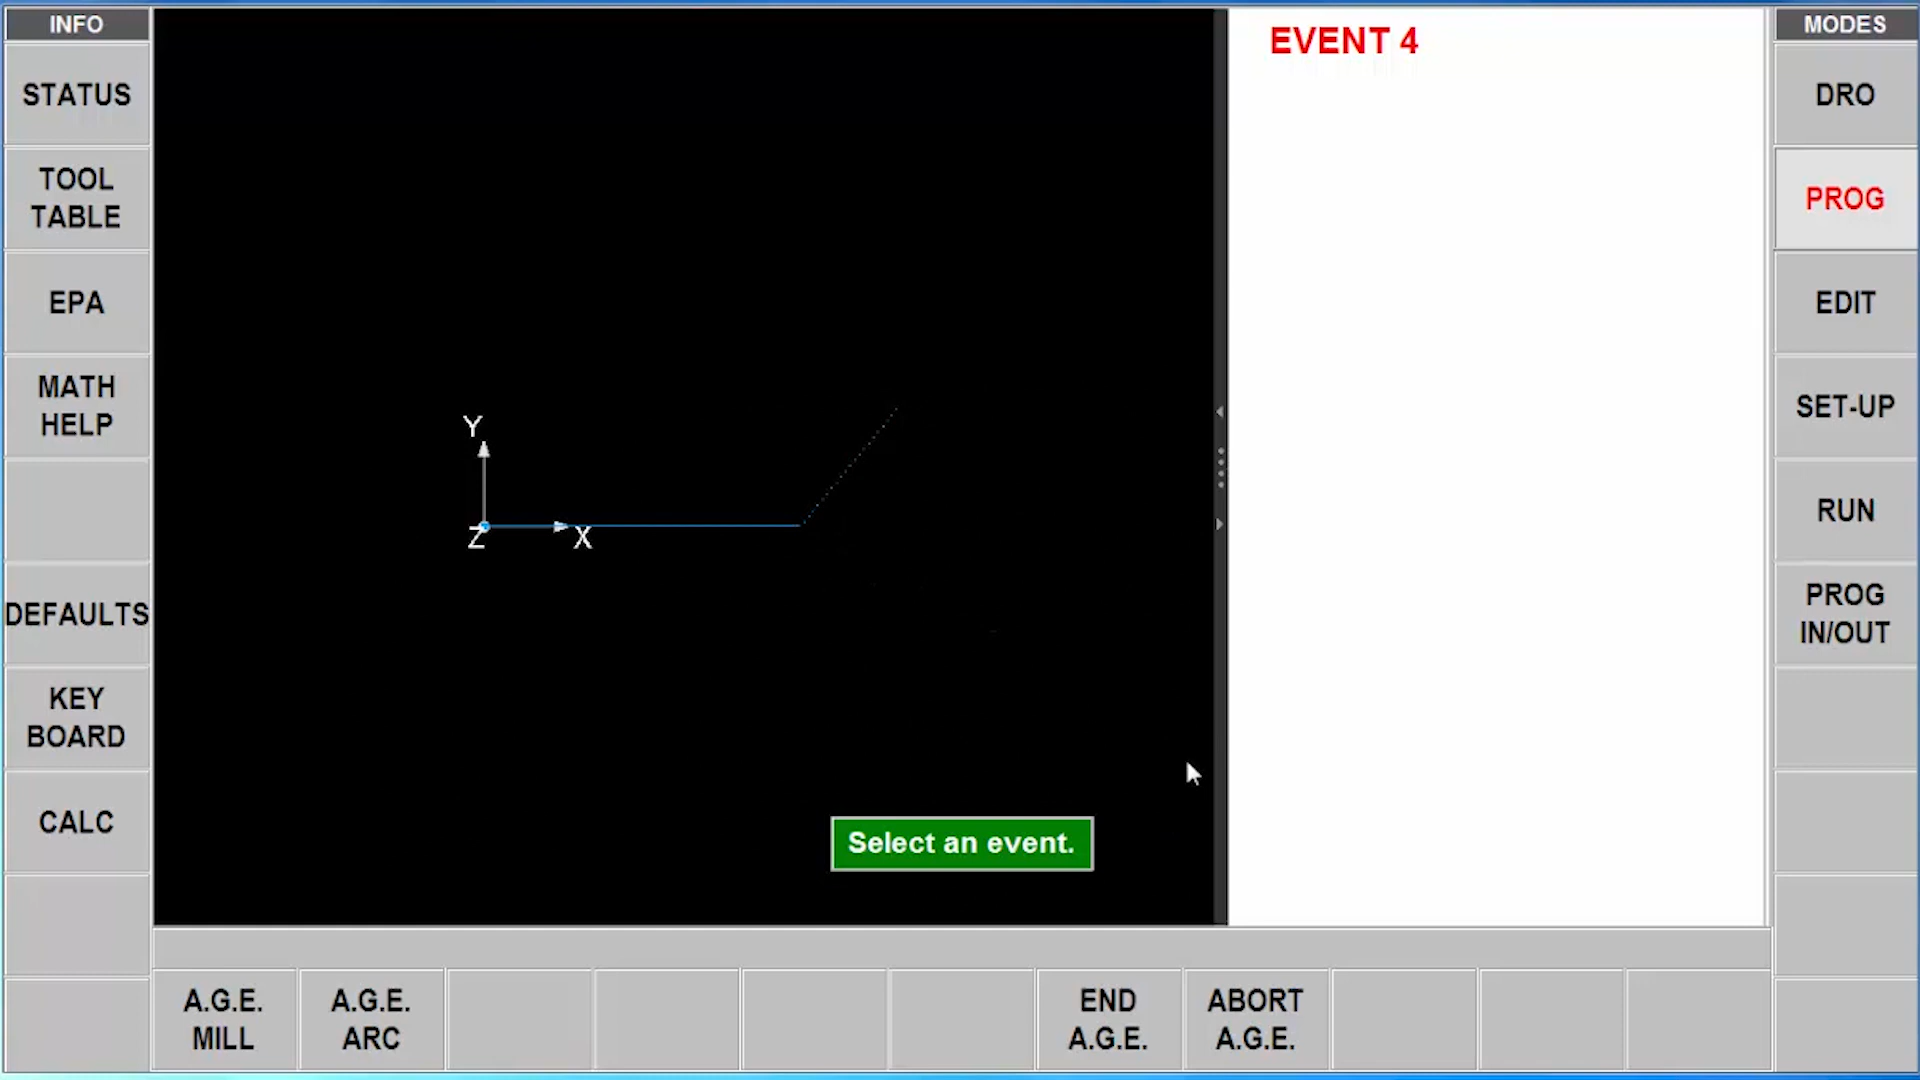 INFO
STATUS
TOOL
TABLE
EPA
MATH
HELP
DEFAULTS
KEY
BOARD
CALC
Y
Z
X
Select an event.
EVENT 4
MODES
DRO
PROG
EDIT
SET-UP
RUN
PROG
IN/OUT
A.G.E.
MILL
A.G.E.
ARC
END
A.G.E.
ABORT
A.G.E.